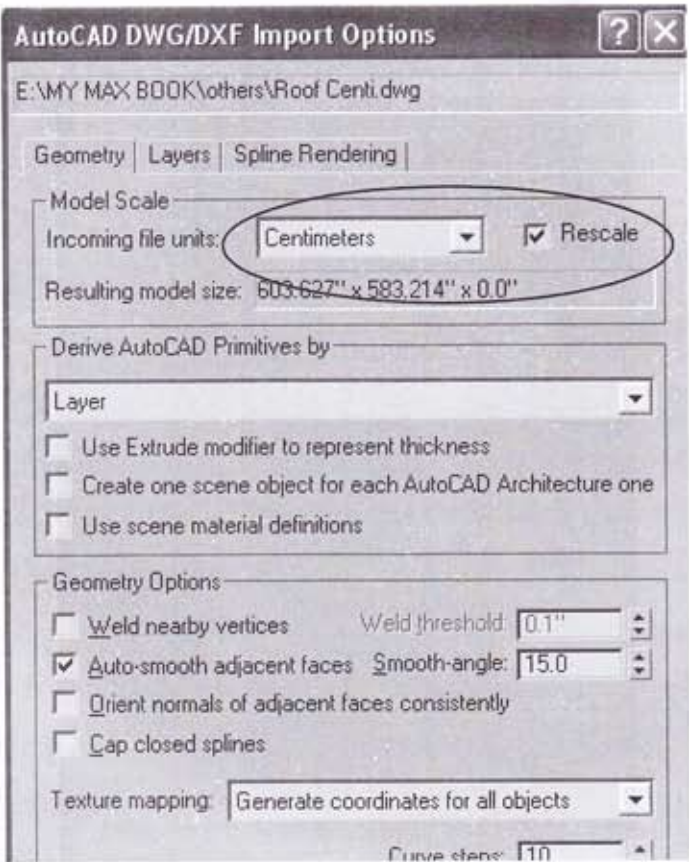 AutoCAD DWG/DXF Import Options
E:\MY MAX BOOK\others\Roof Centi.dwg
Geometry | Layers | Spline Rendering |
Model Scale
Incoming file units: Centimeters Rescale
Resulting model size: 603.627" x 583.214" x 0.0"
Derive AutoCAD Primitives by
Layer
Use Extrude modifier to represent thickness
Create one scene object for each AutoCAD Architecture one
Use scene material definitions
Geometry Options
Weld nearby vertices Weld threshold: 0.1"
Auto-smooth adjacent faces Smooth-angle: 15.0
Orient normals of adjacent faces consistently
Cap closed splines
Texture mapping: Generate coordinates for all objects
Curve steps: 10